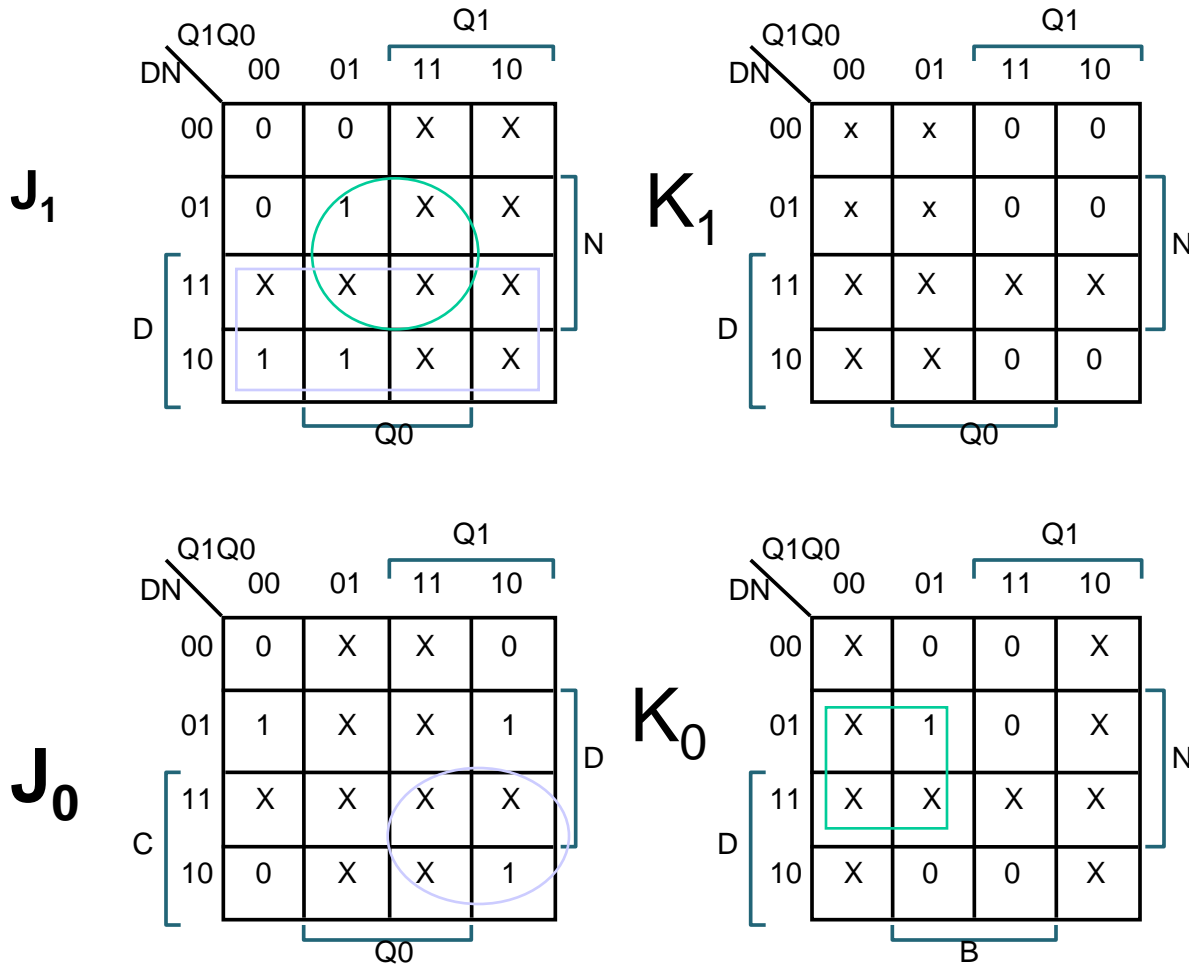 Q1
Q1Q0
DN 00 01 11 10
00 0 0 X X
J1 01 0 1 X X N
D 11 X X X X
10 1 1 X X
Q0
Q1
Q1Q0
DN 00 01 11 10
00 x x 0 0
K1 01 x x 0 0 N
D 11 X X X X
10 X X 0 0
Q0
Q1
Q1Q0
DN 00 01 11 10
00 0 X X 0
J0 01 1 X X 1 D
C 11 X X X X
10 0 X X 1
Q0
Q1
Q1Q0
DN 00 01 11 10
00 X 0 0 X
K0 01 X 1 0 X N
D 11 X X X X
10 X 0 0 X
B